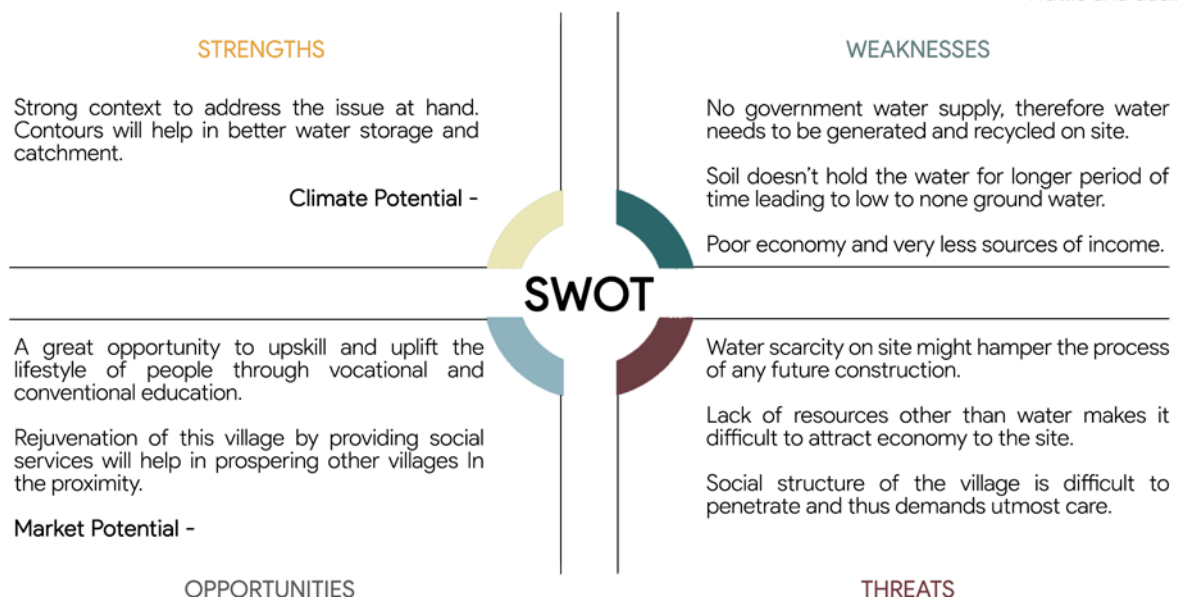 STRENGTHS
Strong context to address the issue at hand.
Contours will help in better water storage and
catchment.
Climate Potential -
WEAKNESSES
No government water supply, therefore water
needs to be generated and recycled on site.
Soil doesn't hold the water for longer period of
time leading to low to none ground water.
Poor economy and very less sources of income.
SWOT
A great opportunity to upskill and uplift the
lifestyle of people through vocational and
conventional education.
Rejuvenation of this village by providing social
services will help in prospering other villages In
the proximity.
Market Potential -
OPPORTUNITIES
Water scarcity on site might hamper the process
of any future construction.
Lack of resources other than water makes it
difficult to attract economy to the site.
Social structure of the village is difficult to
penetrate and thus demands utmost care.
THREATS